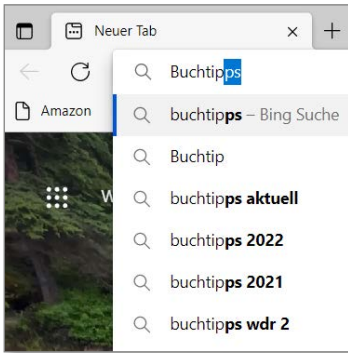 Neuer Tab
Buchtipps
Amazon
buchtipps – Bing Suche
Buchtip
W
buchtipps aktuell
buchtipps 2022
buchtipps 2021
buchtipps wdr 2